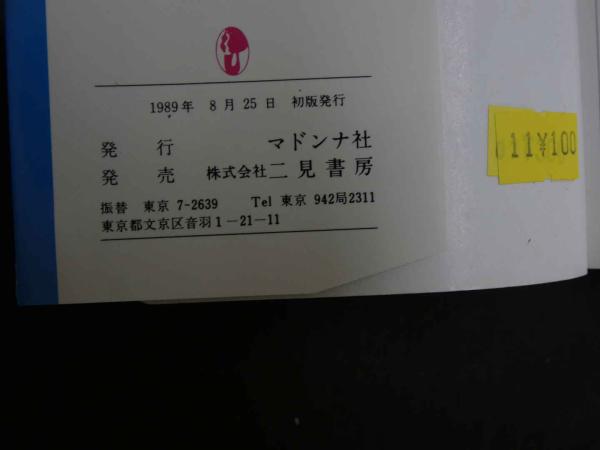 1989年 8月25日 初版発行
発行 マドンナ社
発売 株式会社二見書房
振替 東京 7-2639 Tel 東京 942局2311
東京都文京区音羽1-21-11
11¥100